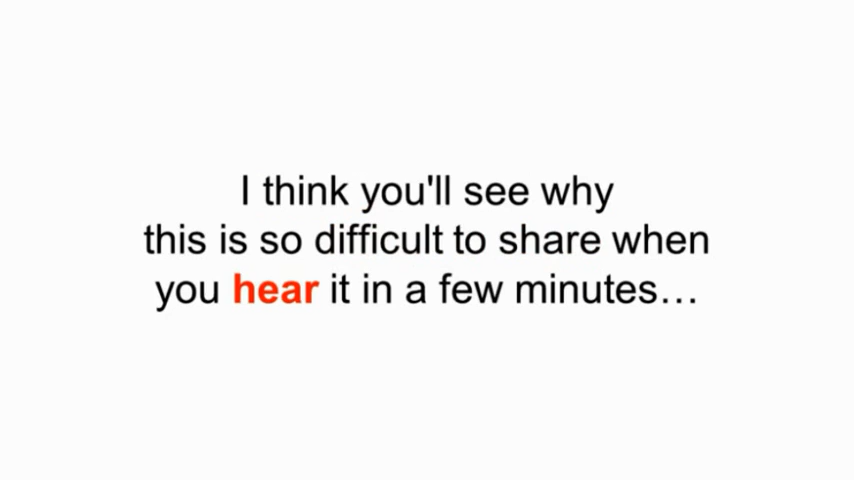 I think you'll see why
this is so difficult to share when
you hear it in a few minutes…